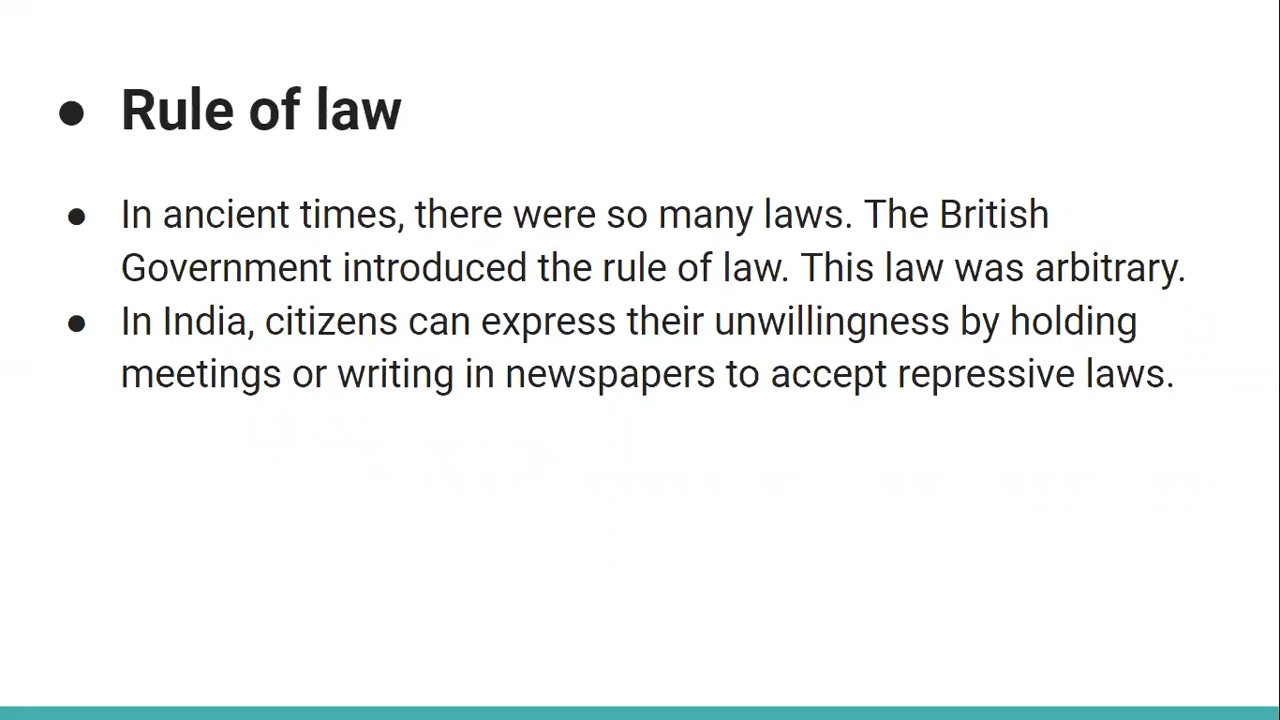 ● Rule of law
● In ancient times, there were so many laws. The British
Government introduced the rule of law. This law was arbitrary.
● In India, citizens can express their unwillingness by holding
meetings or writing in newspapers to accept repressive laws.